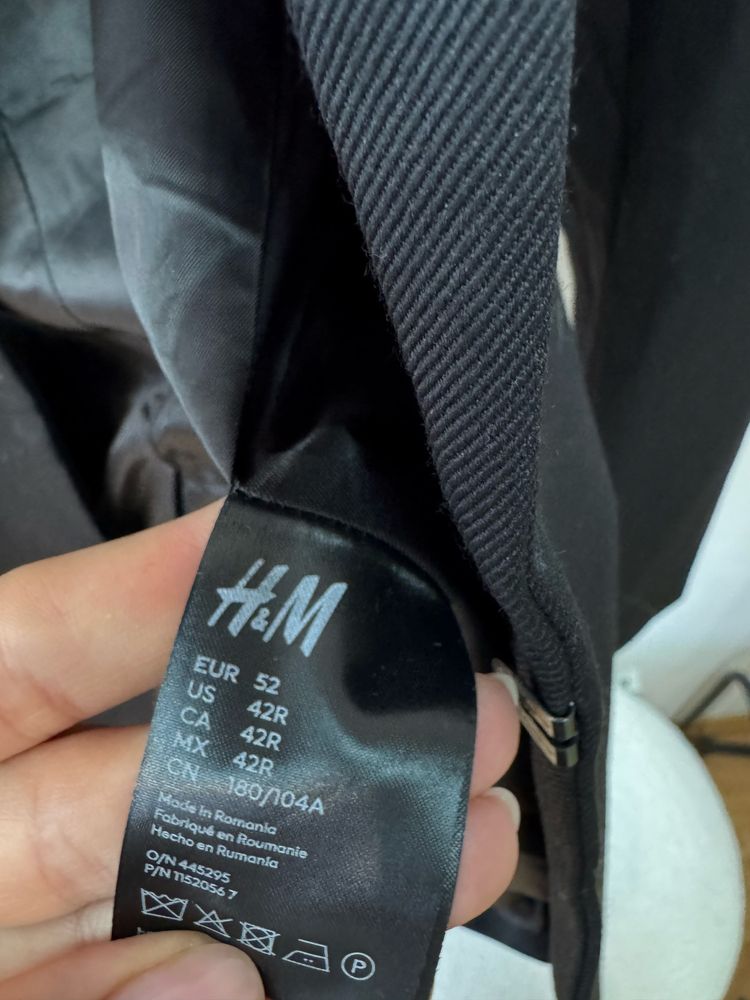 H&M
EUR 52
US 42R
CA 42R
MX 42R
CN 180/104A
Made in Romania
Fabriqué en Roumanie
Hecho en Rumanía
O/N 445295
P/N 1152056 7
P